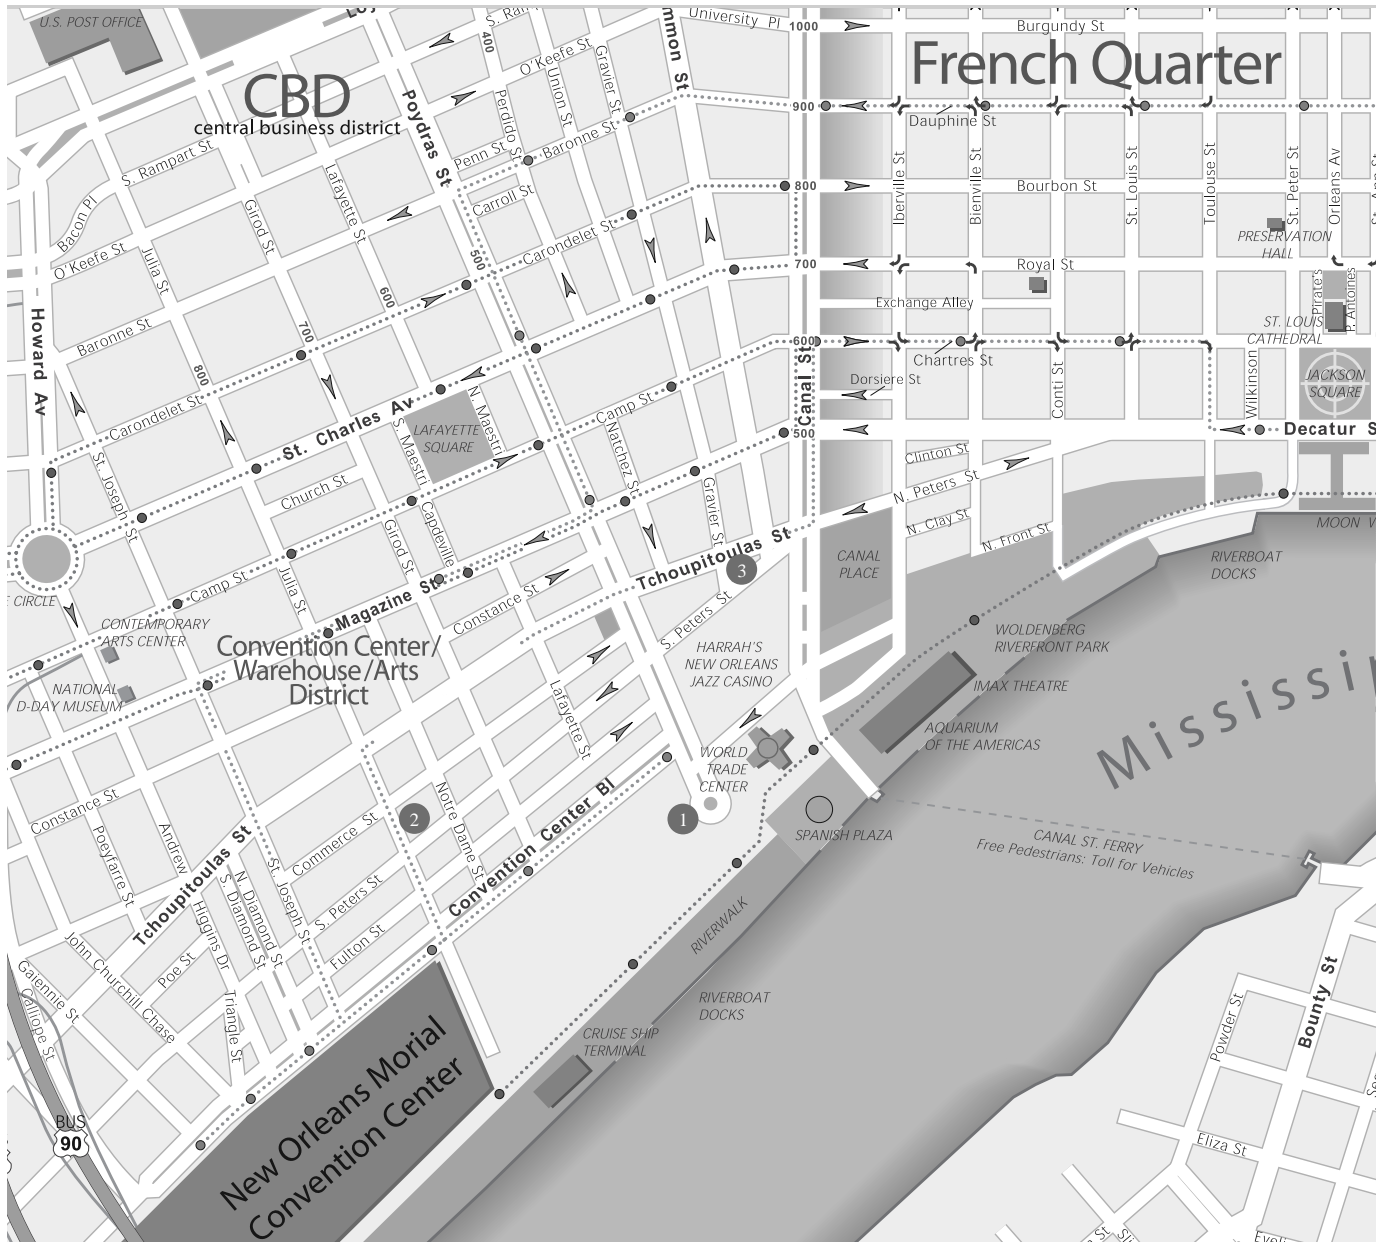 U.S. POST OFFICE
CBD
central business district
French Quarter
University Pl
1000
Burgundy St
400
O'Keefe St
Gravier St
Union St
Perdido St
Poydras St
900
Dauphine St
Penn St
Baronne St
S. Rampart St
Lafayette St
Carroll St
800
Bourbon St
Iberville St
Bienville St
St. Louis St
Toulouse St
St. Peter St
Orleans Av
PRESERVATION
HALL
Bacon Pl
O'Keefe St
Julia St
Girod St
Carondelet St
500
600
700
800
700
Royal St
Exchange Alley
Pirate's
P. Antoines
ST. LOUIS
CATHEDRAL
Howard Av
Baronne St
Carondelet St
600
Chartres St
Dorsiere St
Conti St
Wilkinson
JACKSON
SQUARE
Canal St
500
St. Charles Av
LAFAYETTE
SQUARE
N. Maestri
S. Maestri
Camp St
Natchez St
Gravier St
Clinton St
N. Peters St
N. Clay St
N. Front St
St. Joseph St
Church St
Girod St
Capdeville
Julia St
Tchoupitoulas St
3
CANAL
PLACE
RIVERBOAT
DOCKS
Camp St
Magazine St
Constance St
S. Peters St
CONTEMPORARY
ARTS CENTER
Convention Center/
Warehouse/Arts
District
HARRAH'S
NEW ORLEANS
JAZZ CASINO
WOLDENBERG
RIVERFRONT PARK
IMAX THEATRE
NATIONAL
D-DAY MUSEUM
Lafayette St
AQUARIUM
OF THE AMERICAS
WORLD
TRADE
CENTER
Constance St
Poeyfarre St
Andrew
Tchoupitoulas St
Commerce St
2
Notre Dame St
Convention Center Bl
1
SPANISH PLAZA
CANAL ST. FERRY
Free Pedestrians: Toll for Vehicles
St. Joseph St
N. Diamond St
S. Diamond St
Higgins Dr
S. Peters St
Fulton St
John Churchill Chase
Poe St
Gaiennie St
Calliope St
Triangle St
RIVERWALK
RIVERBOAT
DOCKS
CRUISE SHIP
TERMINAL
New Orleans Morial
Convention Center
BUS
90
Powder St
Bounty St
Eliza St